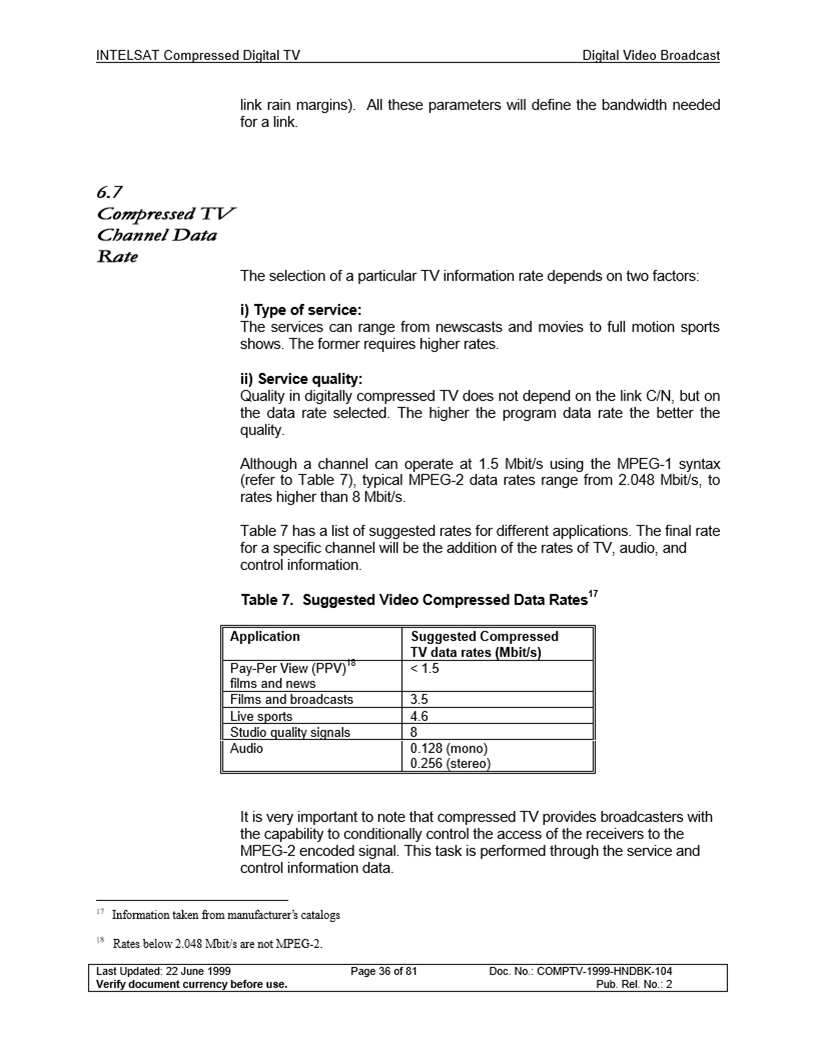 INTELSAT Compressed Digital TV Digital Video Broadcast
link rain margins). All these parameters will define the bandwidth needed
for a link.
6.7
Compressed TV
Channel Data
Rate
The selection of a particular TV information rate depends on two factors:
i) Type of service:
The services can range from newscasts and movies to full motion sports
shows. The former requires higher rates.
ii) Service quality:
Quality in digitally compressed TV does not depend on the link C/N, but on
the data rate selected. The higher the program data rate the better the
quality.
Although a channel can operate at 1.5 Mbit/s using the MPEG-1 syntax
(refer to Table 7), typical MPEG-2 data rates range from 2.048 Mbit/s, to
rates higher than 8 Mbit/s.
Table 7 has a list of suggested rates for different applications. The final rate
for a specific channel will be the addition of the rates of TV, audio, and
control information.
Table 7. Suggested Video Compressed Data Rates17
Application Suggested Compressed
TV data rates (Mbit/s)
Pay-Per View (PPV)18 < 1.5
films and news
Films and broadcasts 3.5
Live sports 4.6
Studio quality signals 8
Audio 0.128 (mono)
0.256 (stereo)
It is very important to note that compressed TV provides broadcasters with
the capability to conditionally control the access of the receivers to the
MPEG-2 encoded signal. This task is performed through the service and
control information data.
17 Information taken from manufacturer's catalogs
18 Rates below 2.048 Mbit/s are not MPEG-2.
Last Updated: 22 June 1999 Page 36 of 81 Doc. No.: COMPTV-1999-HNDBK-104
Verify document currency before use. Pub. Rel. No.: 2